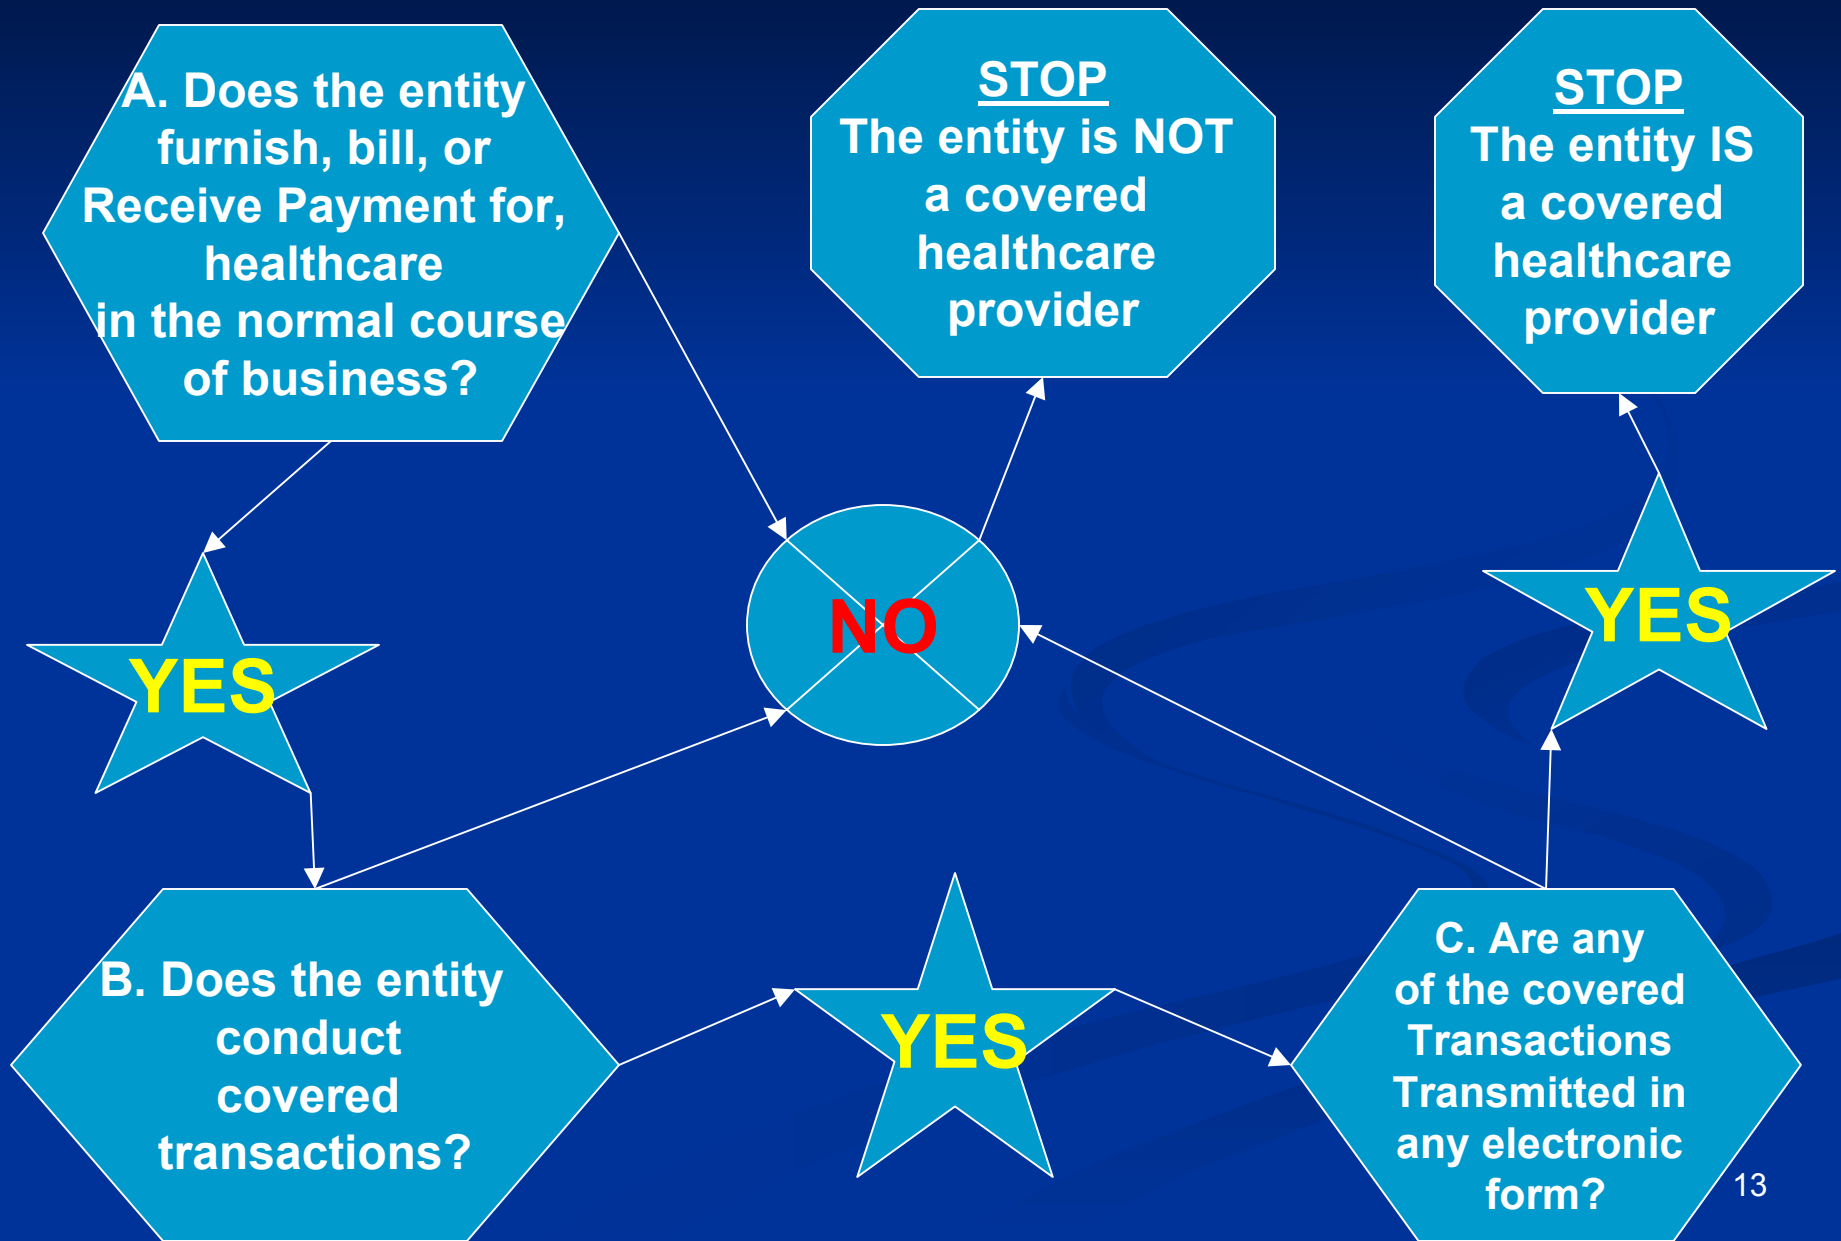 A. Does the entity
furnish, bill, or
Receive Payment for,
healthcare
in the normal course
of business?
STOP
The entity is NOT
a covered
healthcare
provider
STOP
The entity IS
a covered
healthcare
provider
YES
NO
YES
B. Does the entity
conduct
covered
transactions?
YES
C. Are any
of the covered
Transactions
Transmitted in
any electronic
form?
13